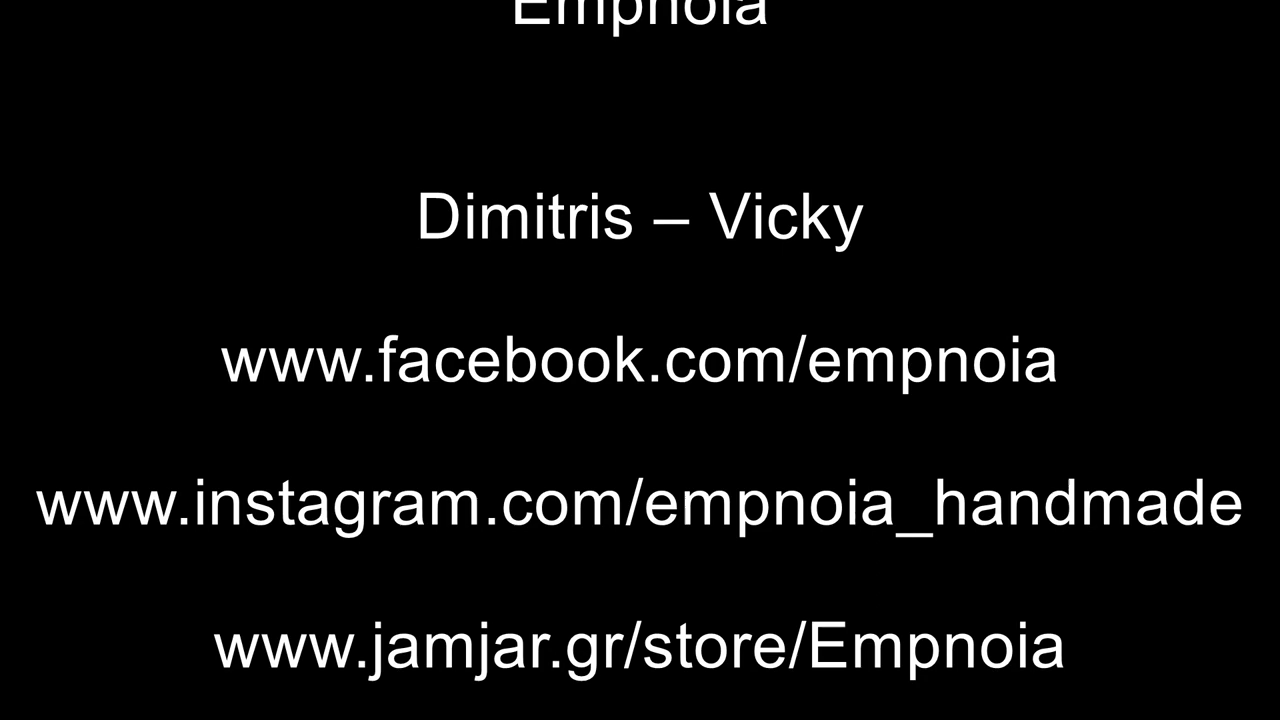 Empnoia
Dimitris – Vicky
www.facebook.com/empnoia
www.instagram.com/empnoia_handmade
www.jamjar.gr/store/Empnoia